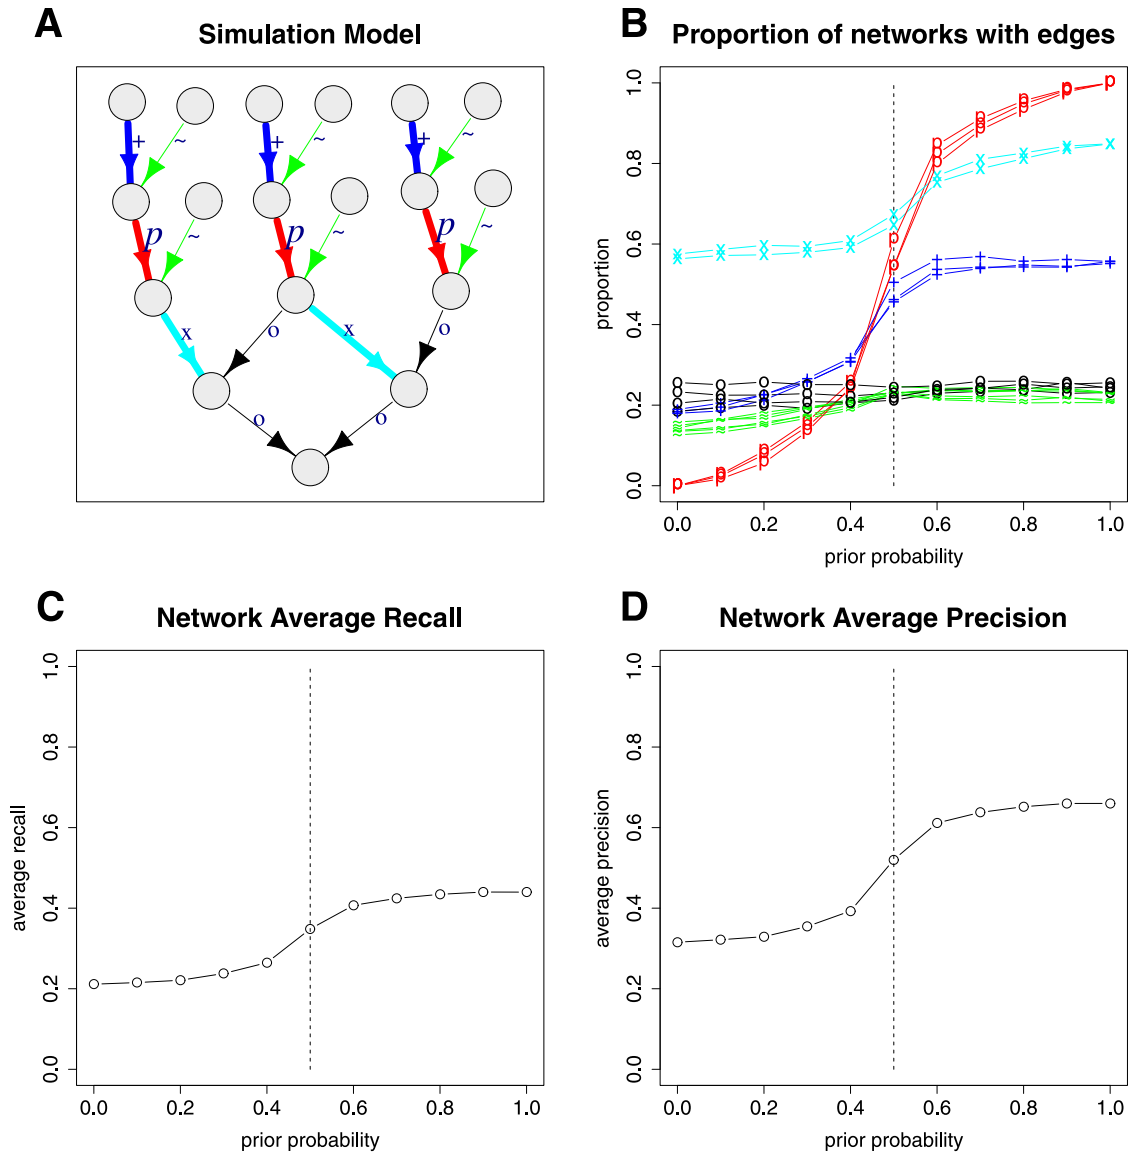 A
Simulation Model
+ ~ + ~ + ~
p ~ p ~ p ~
x o x o
o o
B
Proportion of networks with edges
proportion
0.0 0.2 0.4 0.6 0.8 1.0
0.0 0.2 0.4 0.6 0.8 1.0
prior probability
C
Network Average Recall
average recall
0.0 0.2 0.4 0.6 0.8 1.0
0.0 0.2 0.4 0.6 0.8 1.0
prior probability
D
Network Average Precision
average precision
0.0 0.2 0.4 0.6 0.8 1.0
0.0 0.2 0.4 0.6 0.8 1.0
prior probability